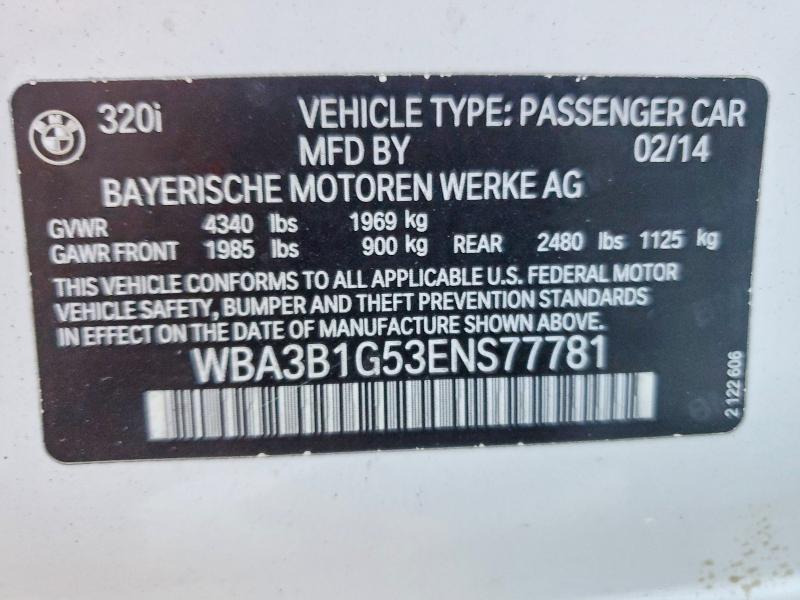 BMW 320i VEHICLE TYPE: PASSENGER CAR
MFD BY 02/14
BAYERISCHE MOTOREN WERKE AG
GVWR 4340 lbs 1969 kg
GAWR FRONT 1985 lbs 900 kg REAR 2480 lbs 1125 kg
THIS VEHICLE CONFORMS TO ALL APPLICABLE U.S. FEDERAL MOTOR
VEHICLE SAFETY, BUMPER AND THEFT PREVENTION STANDARDS
IN EFFECT ON THE DATE OF MANUFACTURE SHOWN ABOVE.
WBA3B1G53ENS77781
2 122 606